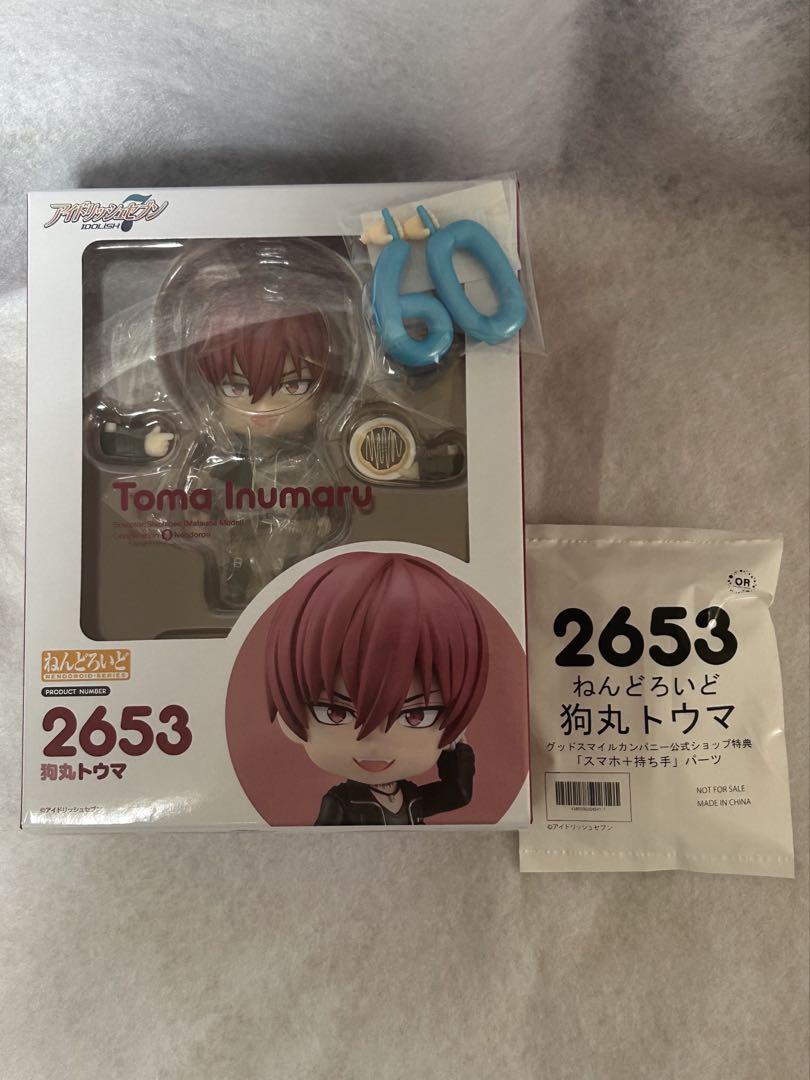 アイドリッシュセブン
IDOLISH7
60
Toma Inumaru
Nendoron
ねんどろいど
NENDOROID-SERIES
PRODUCT NUMBER
2653
狗丸トウマ
©アイドリッシュセブン
OR
2653
ねんどろいど
狗丸トウマ
グッドスマイルカンパニー公式ショップ特典
「スマホ+持ち手」パーツ
NOT FOR SALE
MADE IN CHINA
©アイドリッシュセブン